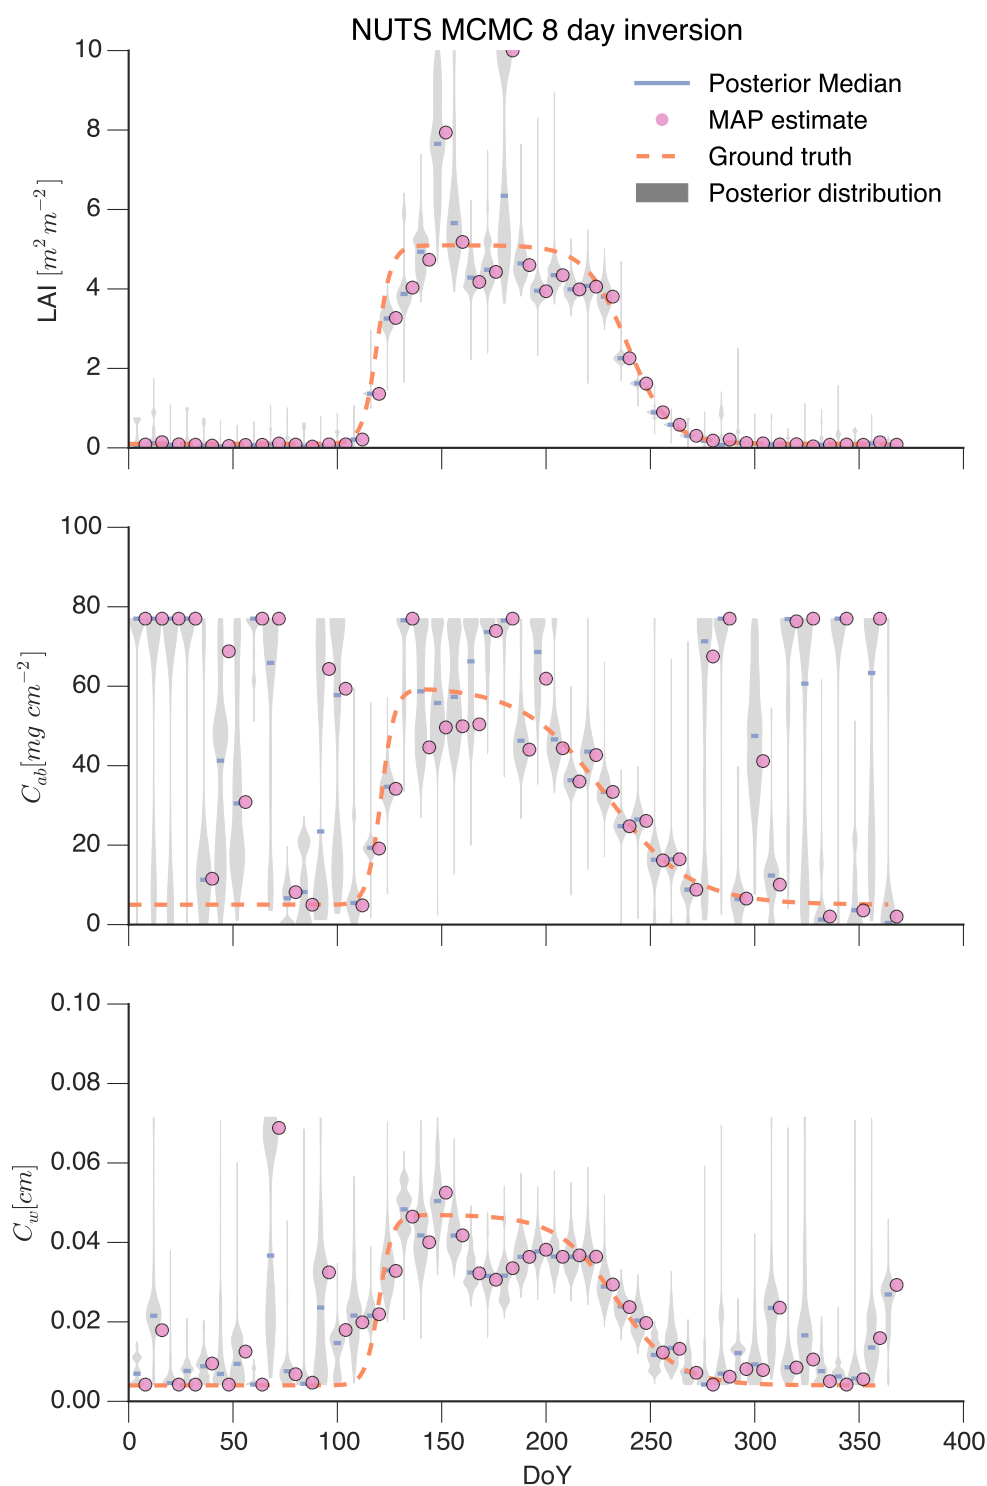 NUTS MCMC 8 day inversion
Posterior Median
MAP estimate
Ground truth
Posterior distribution
LAI [m² m⁻²]
10
8
6
4
2
0
C_ab[mg cm⁻²]
100
80
60
40
20
0
C_w[cm]
0.10
0.08
0.06
0.04
0.02
0.00
0 50 100 150 200 250 300 350 400
DoY